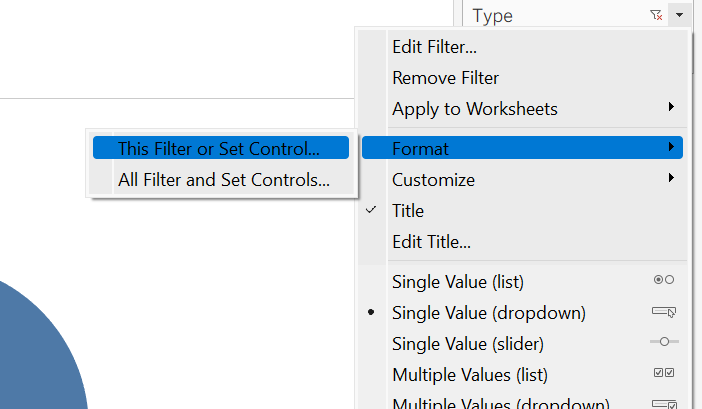 Type
Edit Filter...
Remove Filter
Apply to Worksheets
This Filter or Set Control...
Format
All Filter and Set Controls...
Customize
Title
Edit Title...
Single Value (list)
Single Value (dropdown)
Single Value (slider)
Multiple Values (list)
Multiple Values (dropdown)